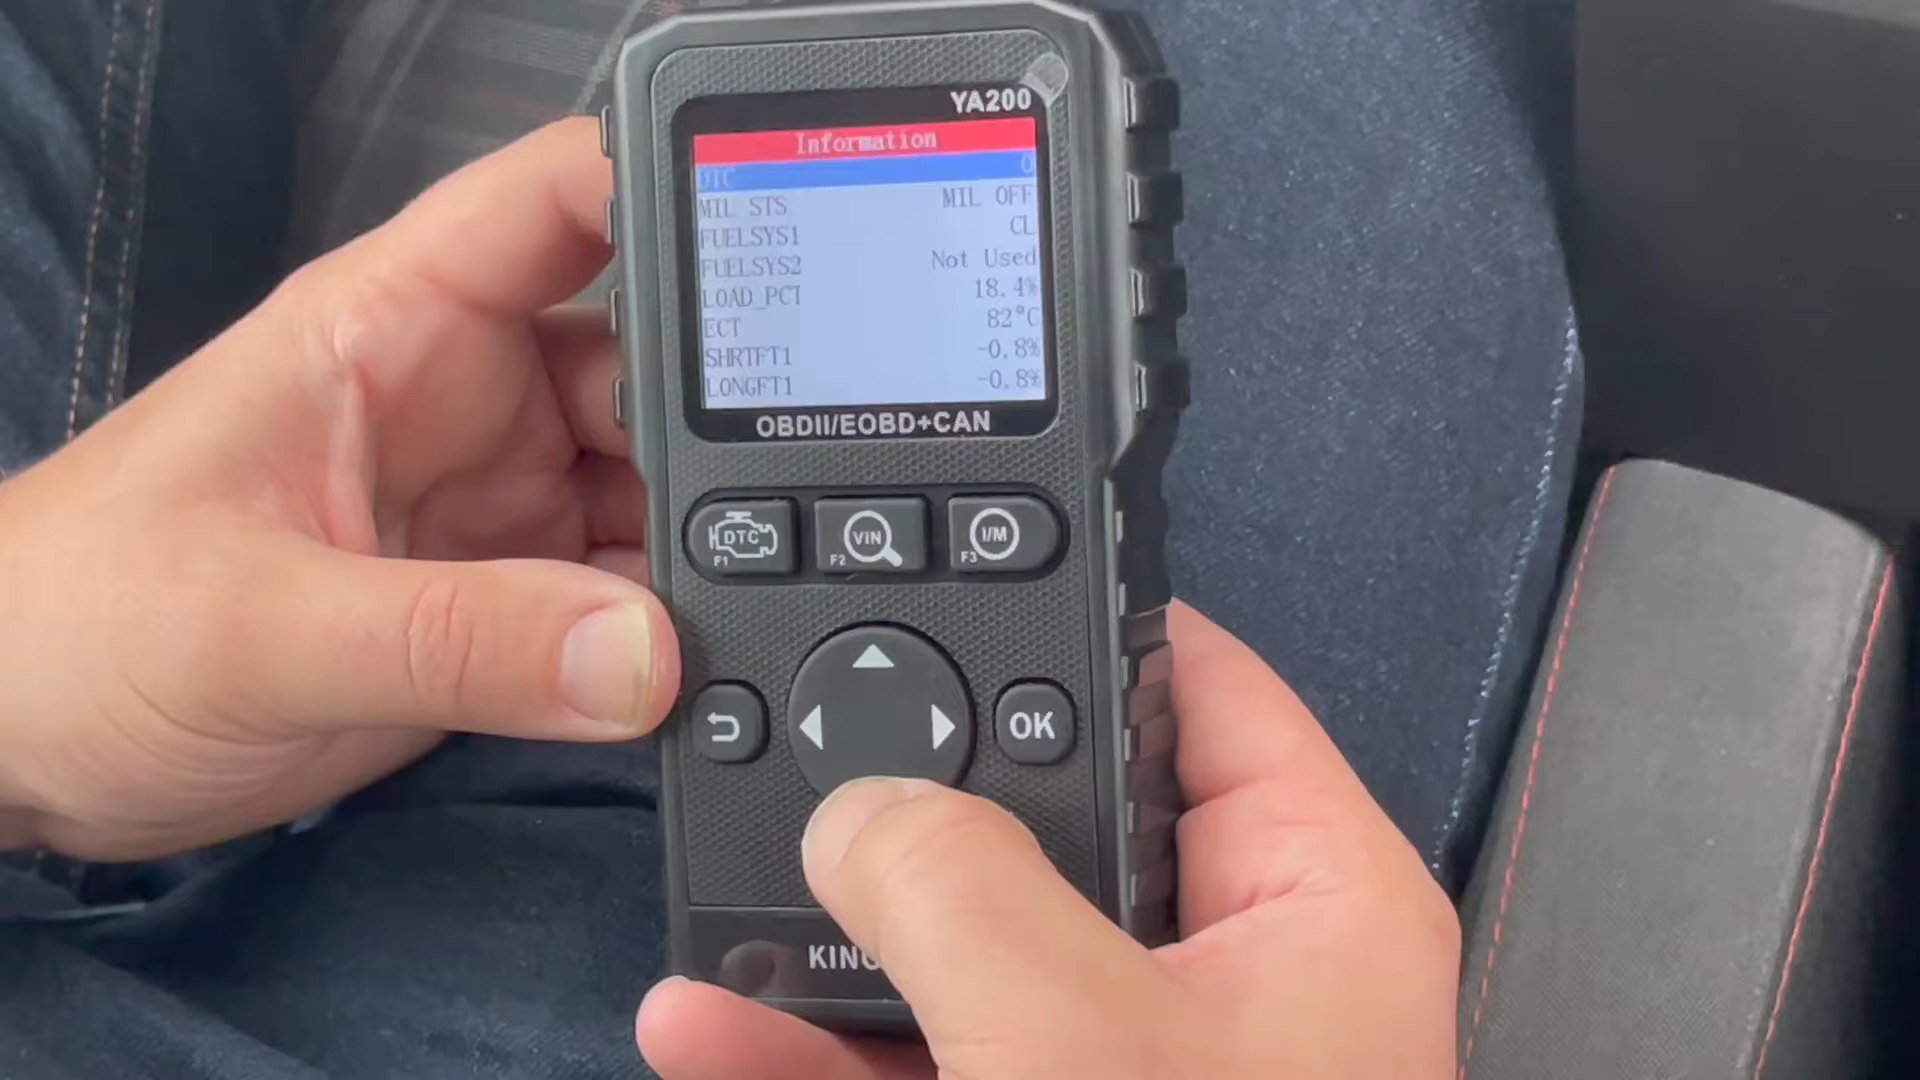 YA200
Information
DTC 0
MIL STS MIL OFF
FUELSYS1 CL
FUELSYS2 Not Used
LOAD_PCT 18.4%
ECT 82°C
SHRTFT1 -0.8%
LONGFT1 -0.8%
OBDII/EOBD+CAN
DTC VIN I/M
F1 F2 F3
OK